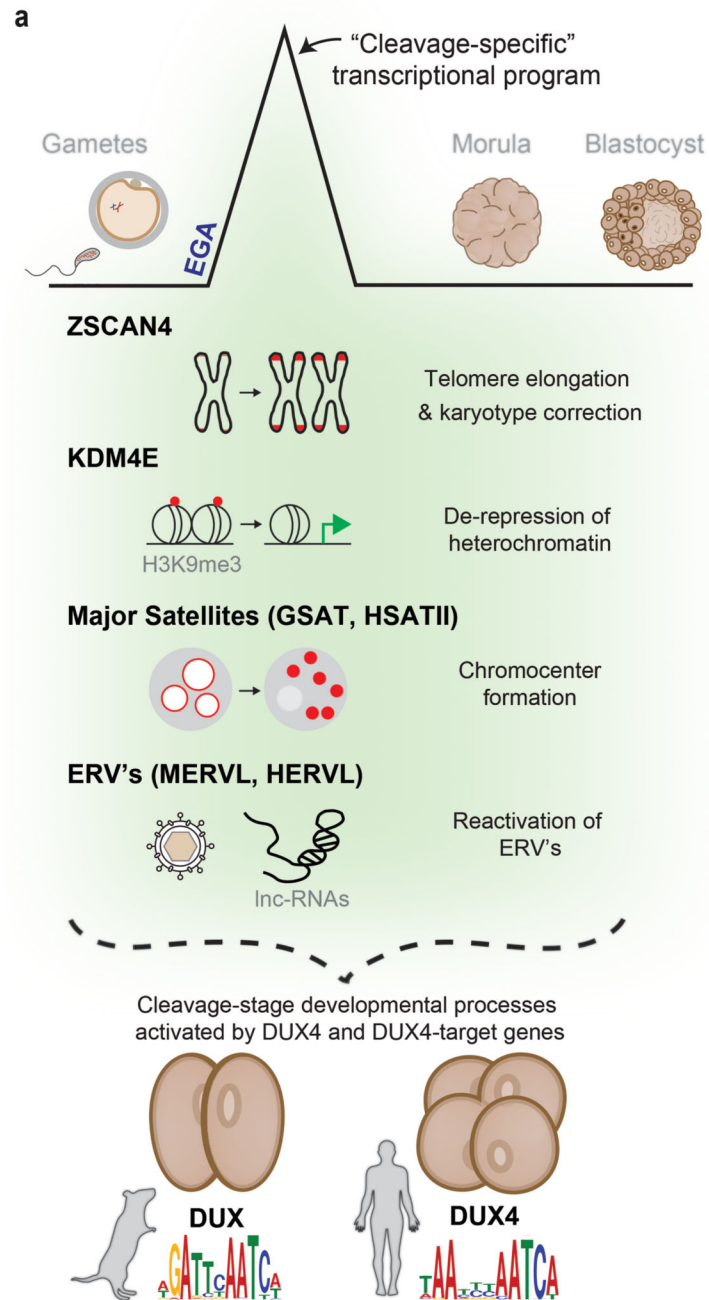 a
"Cleavage-specific"
transcriptional program
Gametes
Morula
Blastocyst
EGA
ZSCAN4
Telomere elongation
& karyotype correction
KDM4E
H3K9me3
De-repression of
heterochromatin
Major Satellites (GSAT, HSATII)
Chromocenter
formation
ERV's (MERVL, HERVL)
Reactivation of
ERV's
lnc-RNAs
Cleavage-stage developmental processes
activated by DUX4 and DUX4-target genes
DUX
DUX4